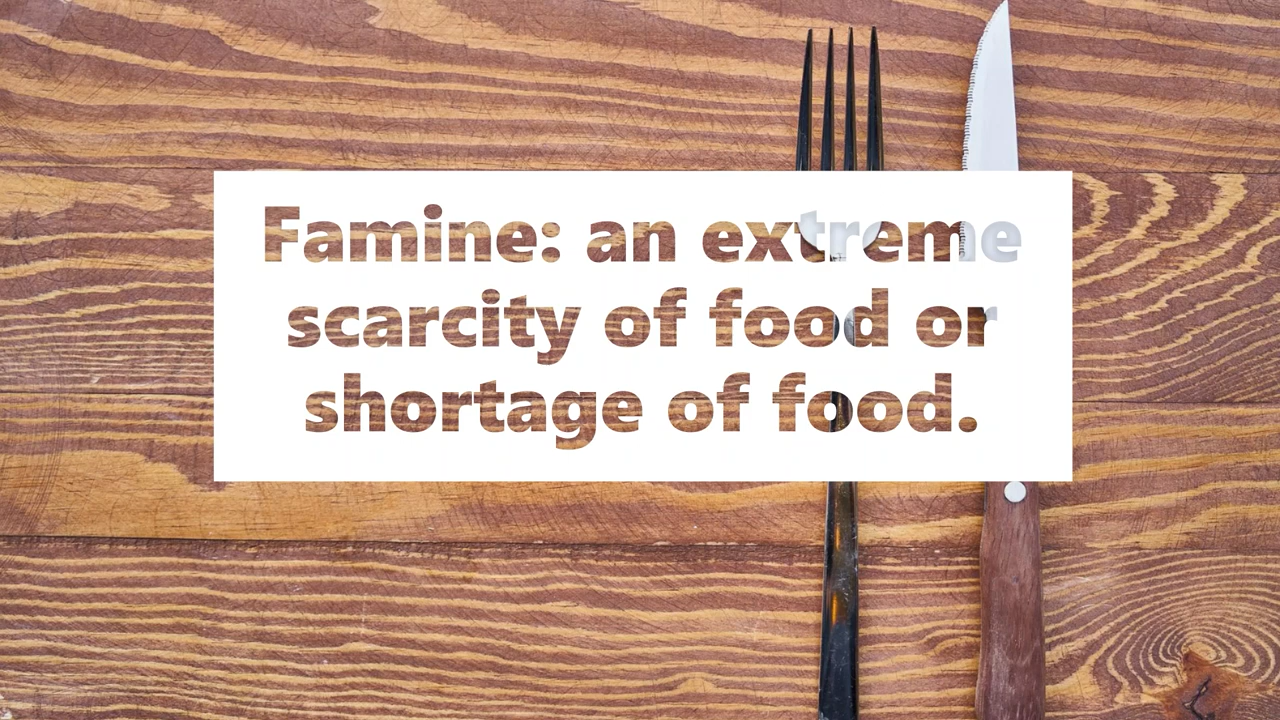 Famine: an extreme
scarcity of food or
shortage of food.